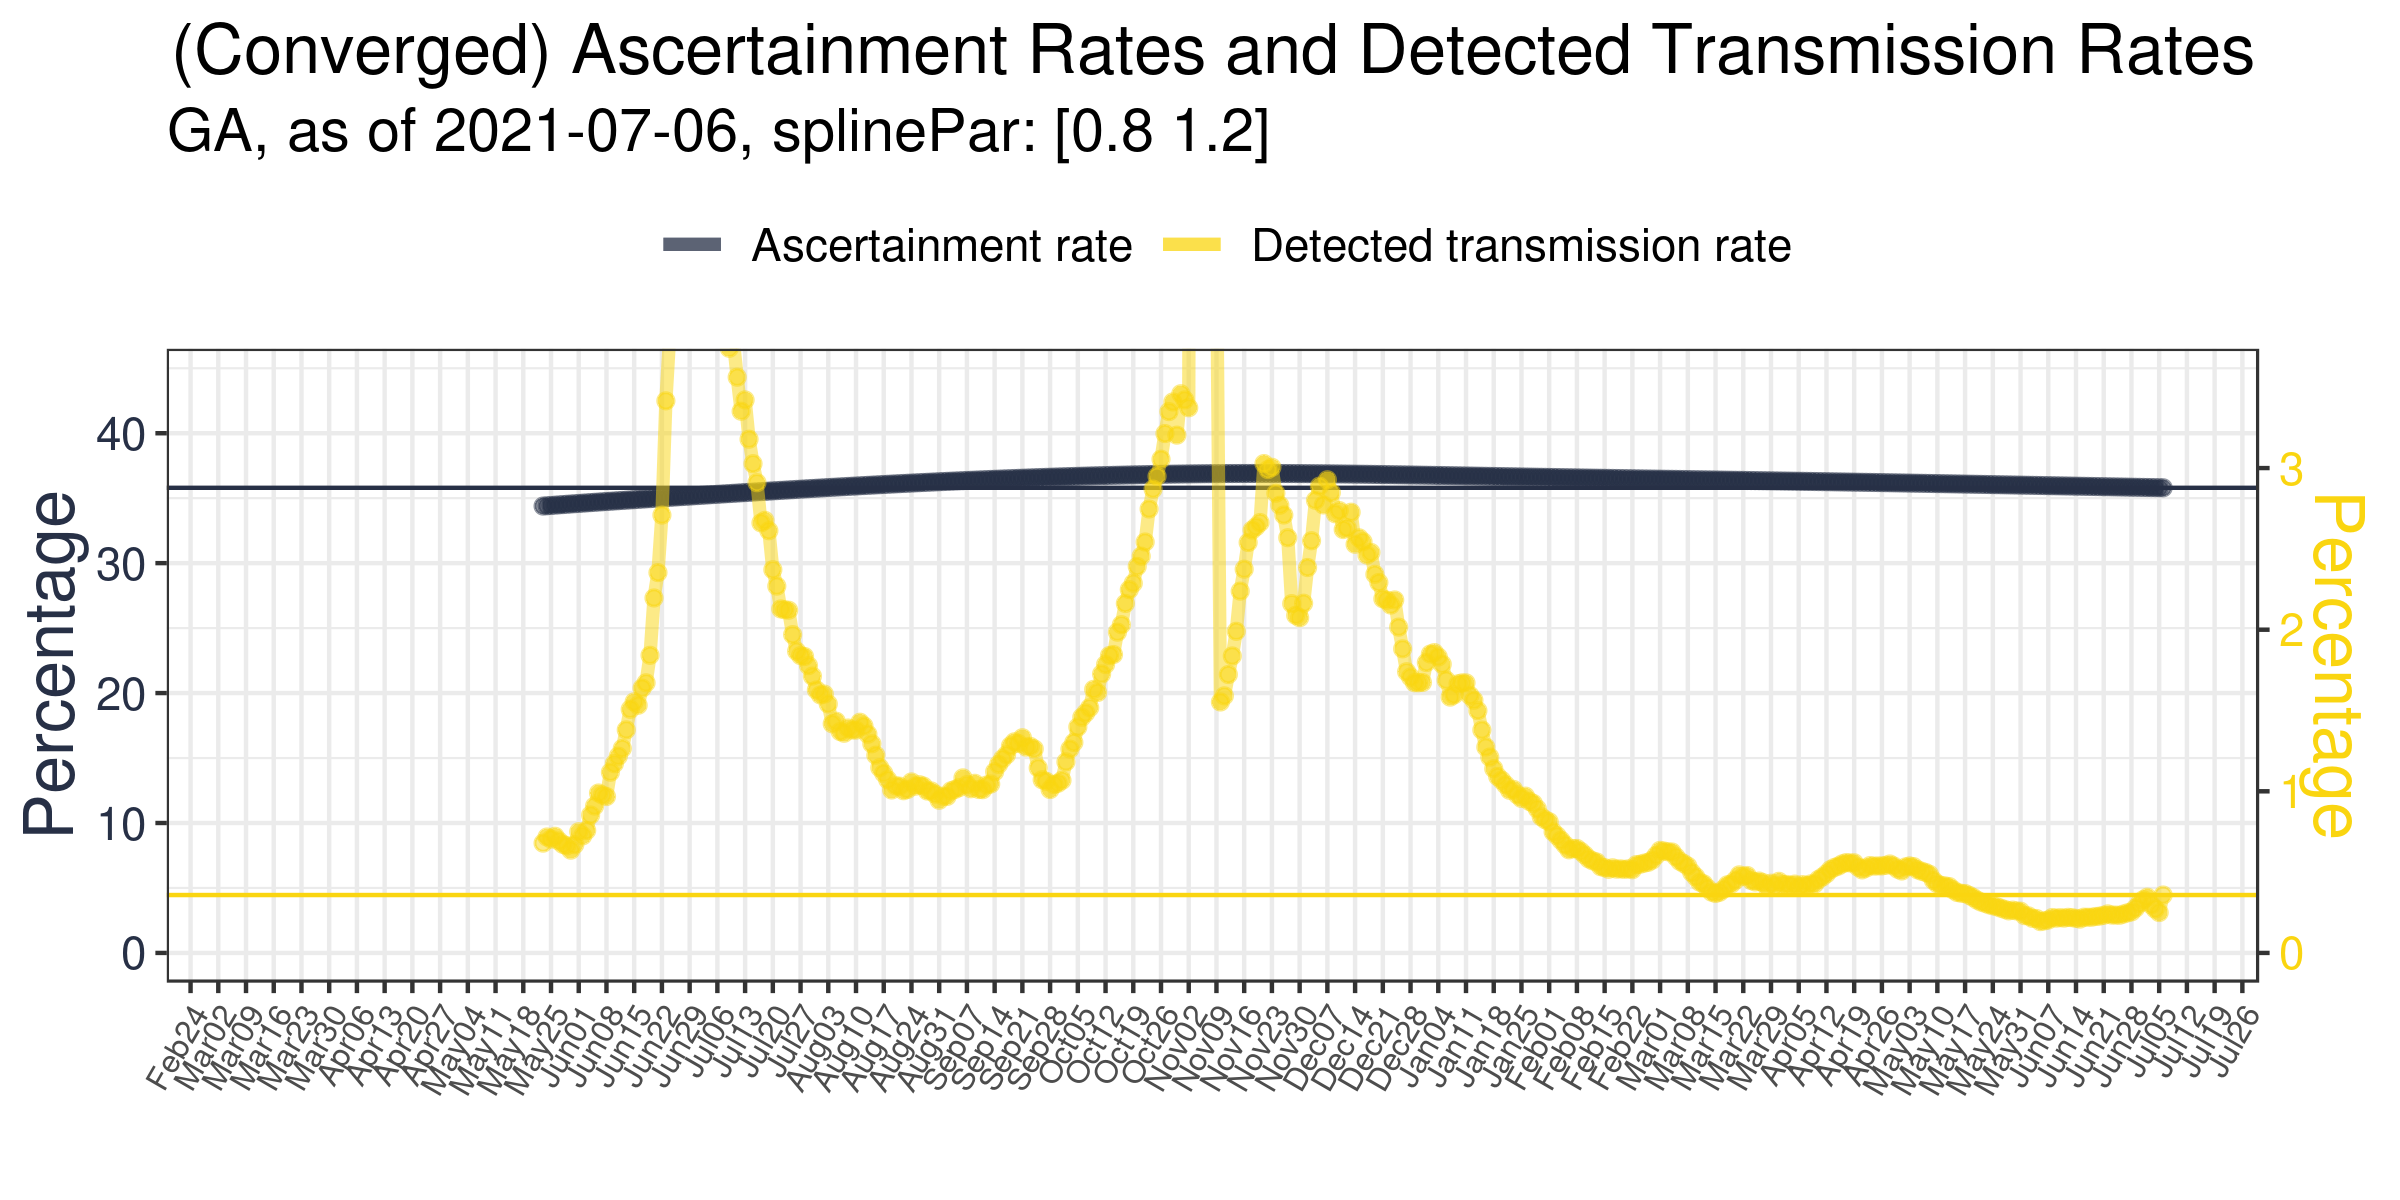 (Converged) Ascertainment Rates and Detected Transmission Rates
GA, as of 2021-07-06, splinePar: [0.8 1.2]
Ascertainment rate
Detected transmission rate
Percentage
40
30
20
10
0
3
2
1
0
Percentage
Feb24
Mar02
Mar09
Mar16
Mar23
Mar30
Apr06
Apr13
Apr20
Apr27
May04
May11
May18
May25
Jun01
Jun08
Jun15
Jun22
Jun29
Jul06
Jul13
Jul20
Jul27
Aug03
Aug10
Aug17
Aug24
Aug31
Sep07
Sep14
Sep21
Sep28
Oct05
Oct12
Oct19
Oct26
Nov02
Nov09
Nov16
Nov23
Nov30
Dec07
Dec14
Dec21
Dec28
Jan04
Jan11
Jan18
Jan25
Feb01
Feb08
Feb15
Feb22
Mar01
Mar08
Mar15
Mar22
Mar29
Apr05
Apr12
Apr19
Apr26
May03
May10
May17
May24
May31
Jun07
Jun14
Jun21
Jun28
Jul05
Jul12
Jul19
Jul26